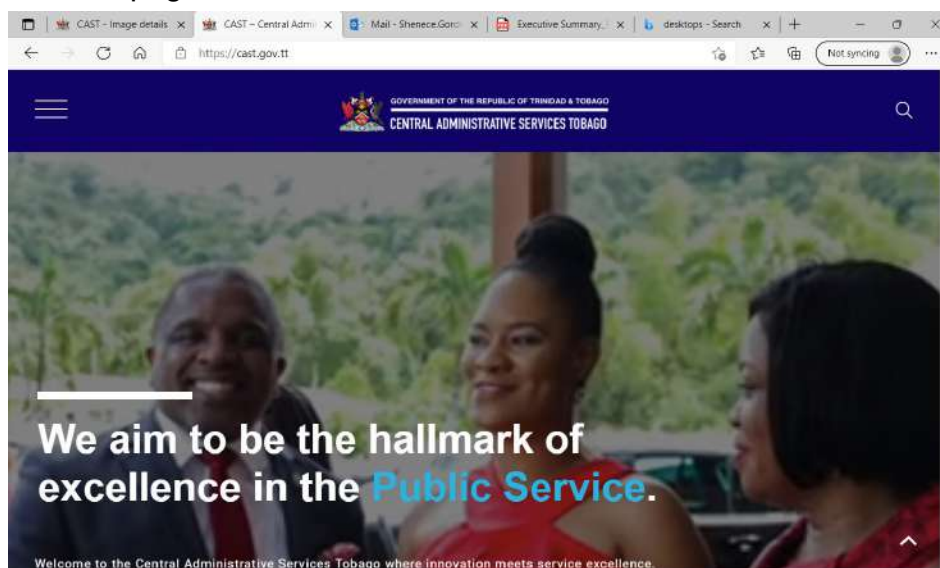 CAST - Image details
CAST – Central Admi
Mail - Shenece.Gord
Executive Summary_
desktops - Search
https://cast.gov.tt
Not syncing
GOVERNMENT OF THE REPUBLIC OF TRINIDAD & TOBAGO
CENTRAL ADMINISTRATIVE SERVICES TOBAGO
We aim to be the hallmark of
excellence in the Public Service.
Welcome to the Central Administrative Services Tobago where innovation meets service excellence.